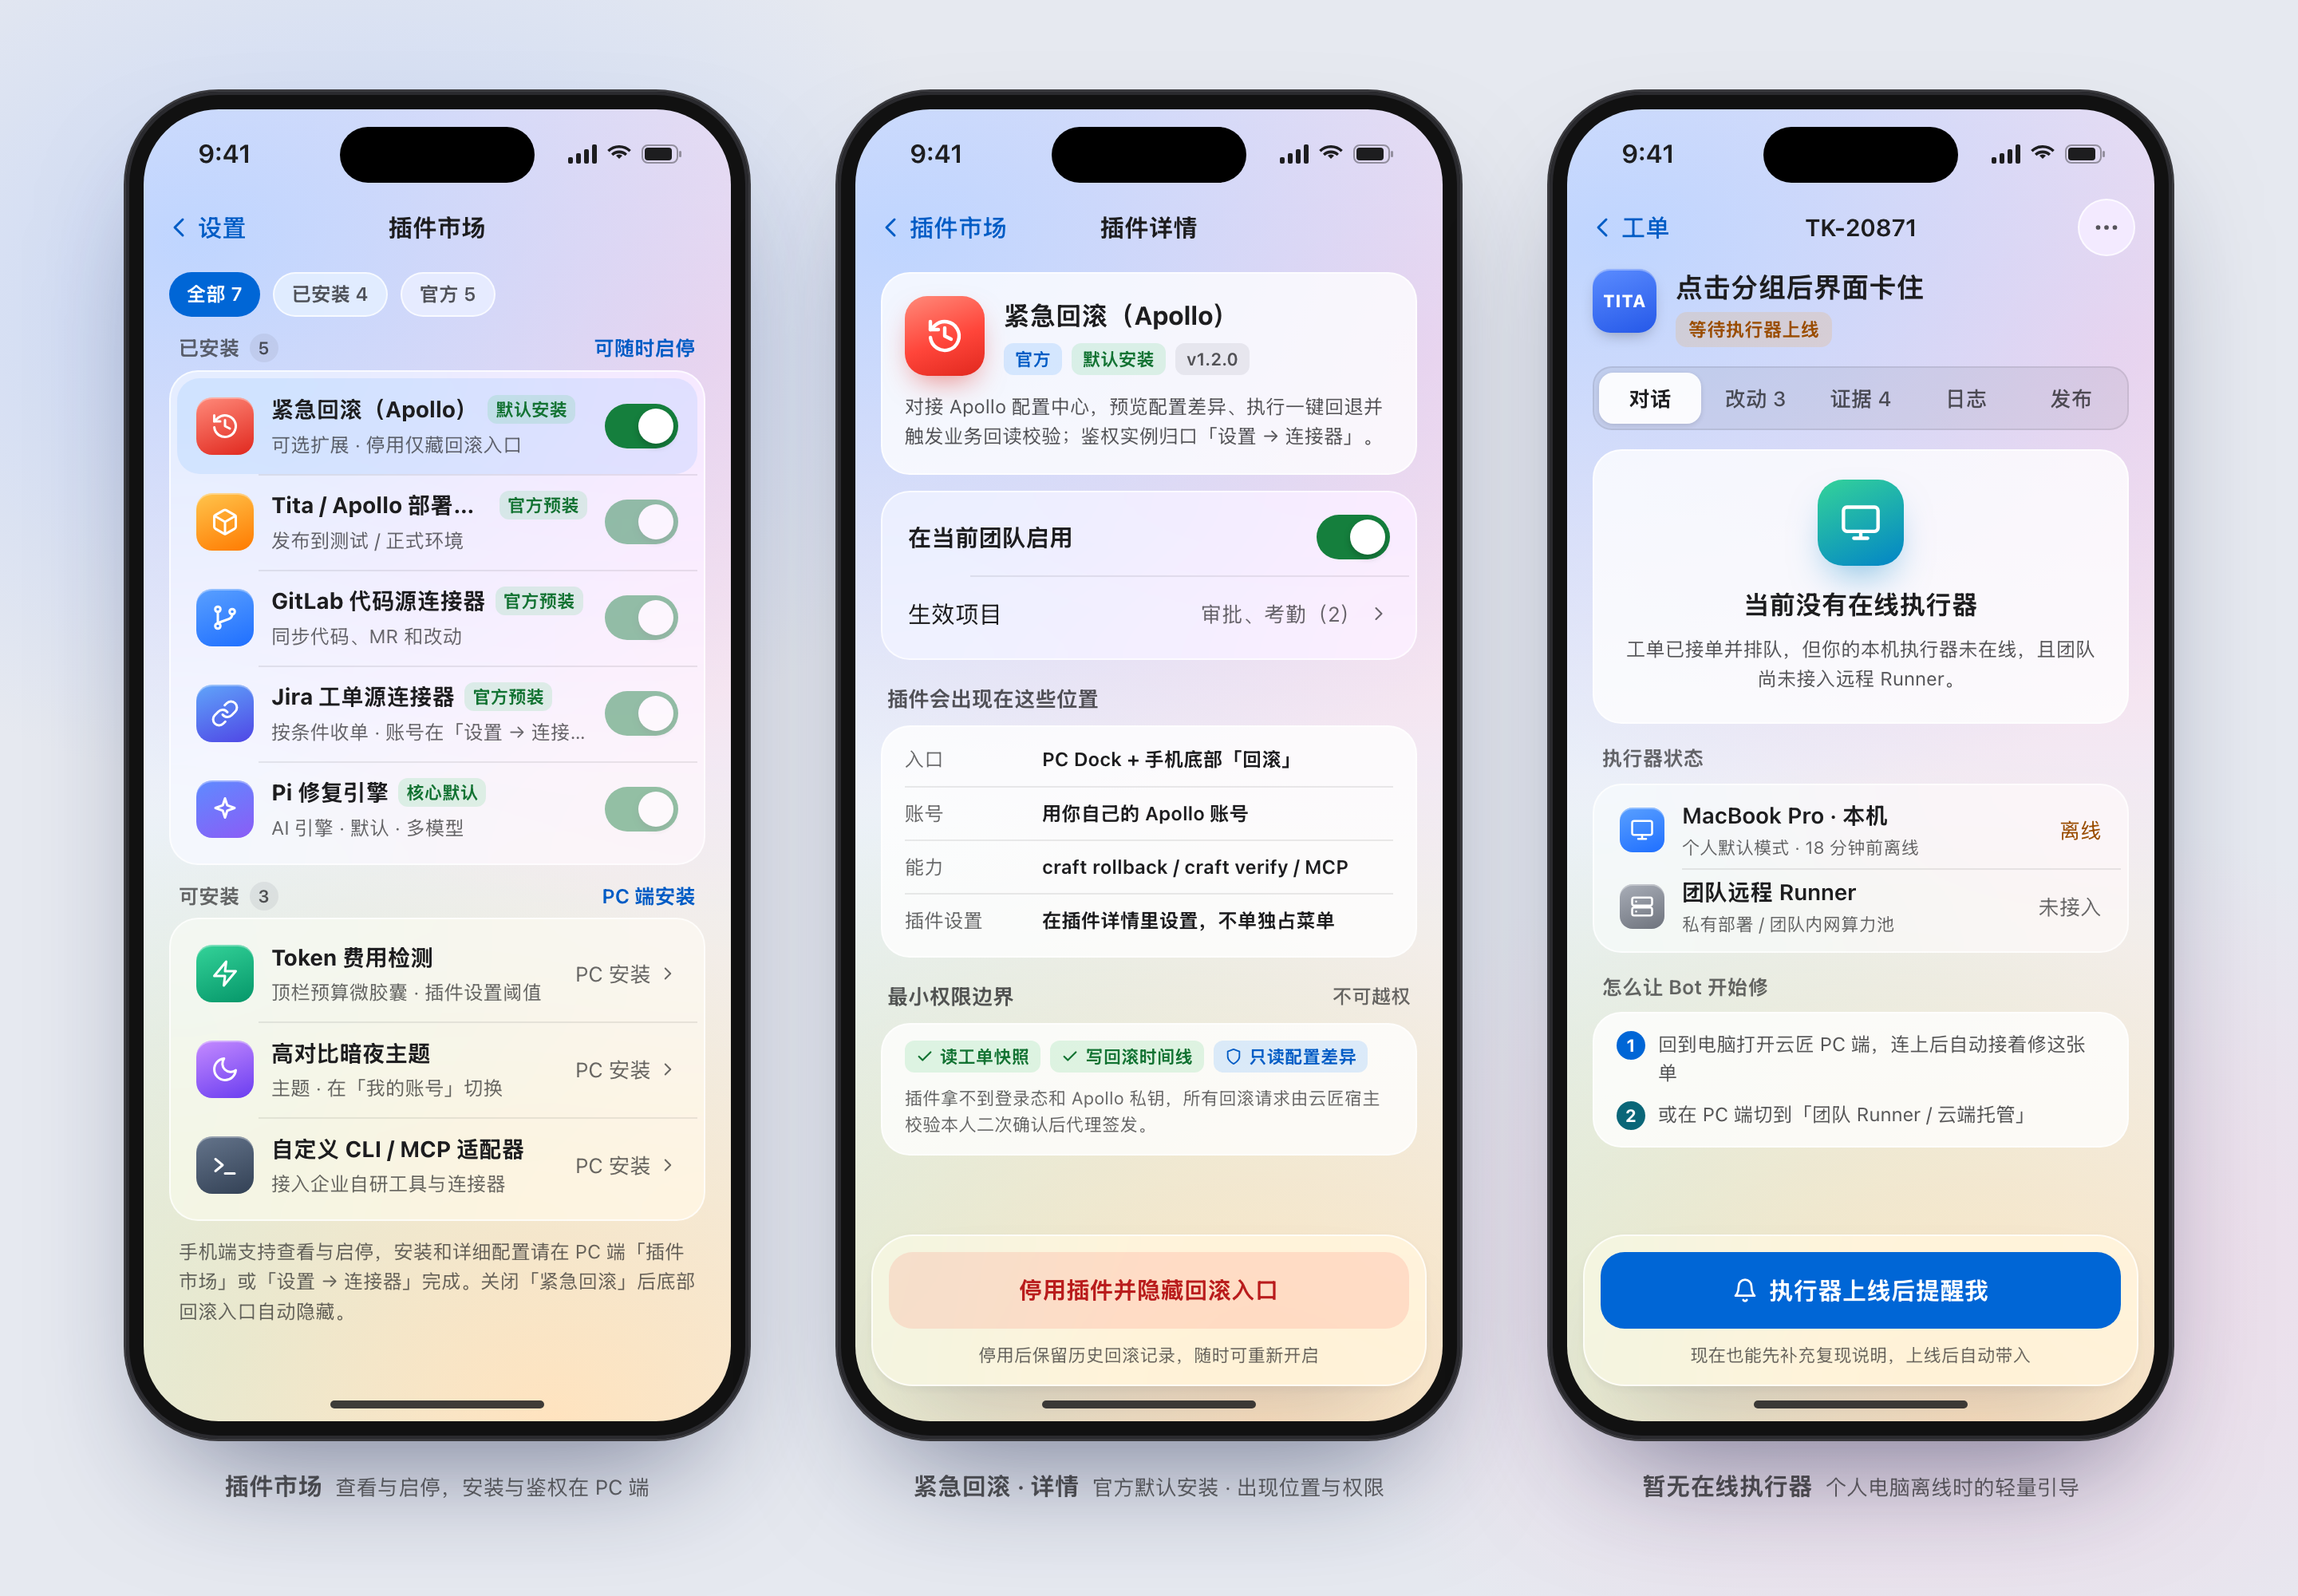 9:41
设置
插件市场
全部 7
已安装 4
官方 5
已安装 5
可随时启停
紧急回滚（Apollo）
默认安装
可选扩展 · 停用仅藏回滚入口
Tita / Apollo 部署...
官方预装
发布到测试 / 正式环境
GitLab 代码源连接器
官方预装
同步代码、MR 和改动
Jira 工单源连接器
官方预装
按条件收单 · 账号在「设置 → 连接...
Pi 修复引擎
核心默认
AI 引擎 · 默认 · 多模型
可安装 3
PC 端安装
Token 费用检测
顶栏预算微胶囊 · 插件设置阈值
PC 安装
高对比暗夜主题
主题 · 在「我的账号」切换
PC 安装
自定义 CLI / MCP 适配器
接入企业自研工具与连接器
PC 安装
手机端支持查看与启停，安装和详细配置请在 PC 端「插件
市场」或「设置 → 连接器」完成。关闭「紧急回滚」后底部
回滚入口自动隐藏。
插件市场 查看与启停，安装与鉴权在 PC 端
9:41
插件市场
插件详情
紧急回滚（Apollo）
官方
默认安装
v1.2.0
对接 Apollo 配置中心，预览配置差异、执行一键回退并
触发业务回读校验；鉴权实例归口「设置 → 连接器」。
在当前团队启用
生效项目
审批、考勤（2）
插件会出现在这些位置
入口
PC Dock + 手机底部「回滚」
账号
用你自己的 Apollo 账号
能力
craft rollback / craft verify / MCP
插件设置
在插件详情里设置，不单独占菜单
最小权限边界
不可越权
读工单快照
写回滚时间线
只读配置差异
插件拿不到登录态和 Apollo 私钥，所有回滚请求由云匠宿主
校验本人二次确认后代理签发。
停用插件并隐藏回滚入口
停用后保留历史回滚记录，随时可重新开启
紧急回滚 · 详情 官方默认安装 · 出现位置与权限
9:41
工单
TK-20871
TITA
点击分组后界面卡住
等待执行器上线
对话
改动 3
证据 4
日志
发布
当前没有在线执行器
工单已接单并排队，但你的本机执行器未在线，且团队
尚未接入远程 Runner。
执行器状态
MacBook Pro · 本机
个人默认模式 · 18 分钟前离线
离线
团队远程 Runner
私有部署 / 团队内网算力池
未接入
怎么让 Bot 开始修
1 回到电脑打开云匠 PC 端，连上后自动接着修这张
单
2 或在 PC 端切到「团队 Runner / 云端托管」
执行器上线后提醒我
现在也能先补充复现说明，上线后自动带入
暂无在线执行器 个人电脑离线时的轻量引导